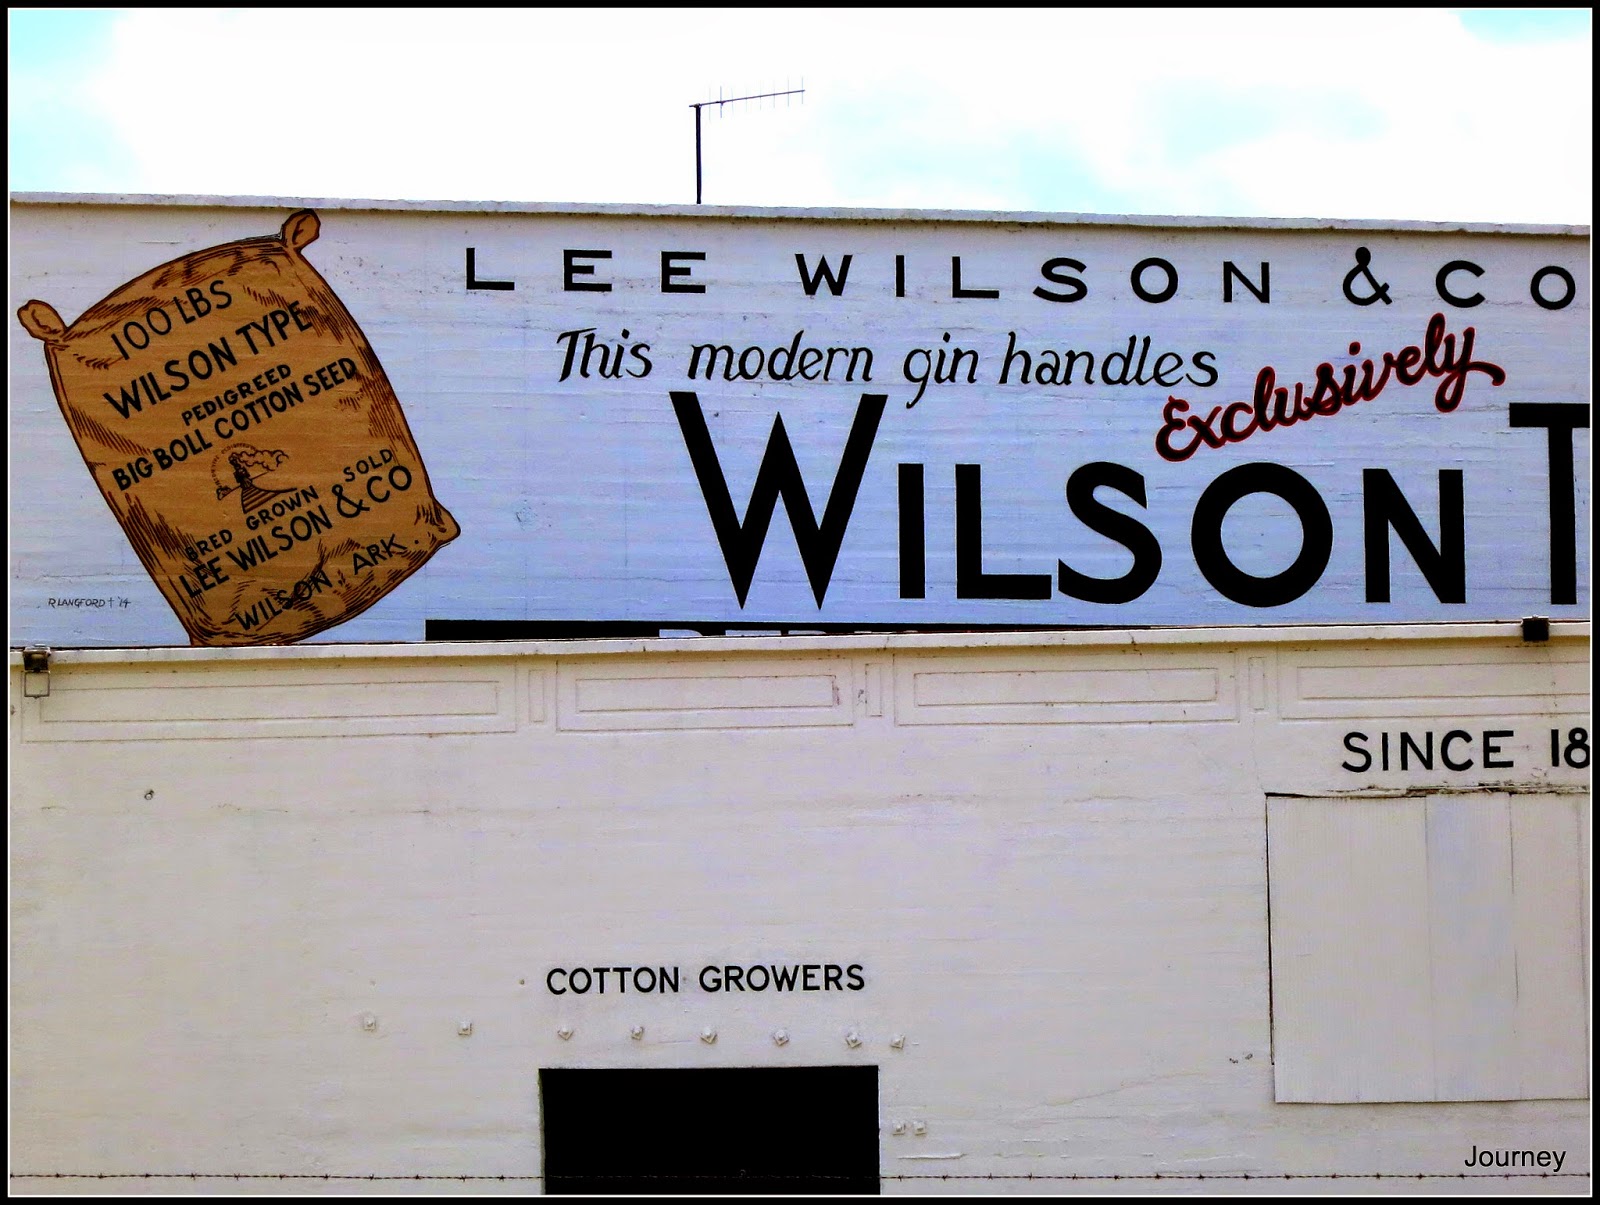 100 LBS
WILSON TYPE
PEDIGREED
BIG BOLL COTTON SEED
BRED GROWN SOLD
LEE WILSON & CO
WILSON, ARK.
R LANGFORD † '14
LEE WILSON & CO
This modern gin handles
Exclusively
WILSON T
SINCE 18
COTTON GROWERS
Journey